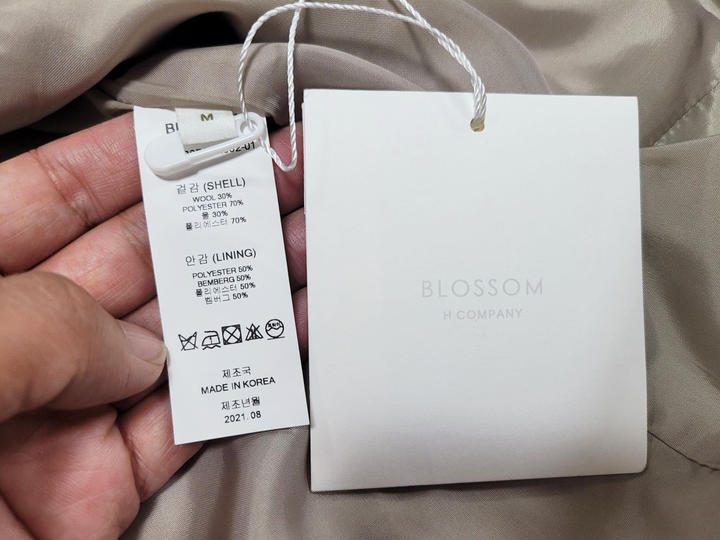 M
겉감 (SHELL)
WOOL 30%
POLYESTER 70%
울 30%
폴리에스터 70%
안감 (LINING)
POLYESTER 50%
BEMBERG 50%
폴리에스터 50%
벰버그 50%
제조국
MADE IN KOREA
제조년월
2021.08
BLOSSOM
H COMPANY